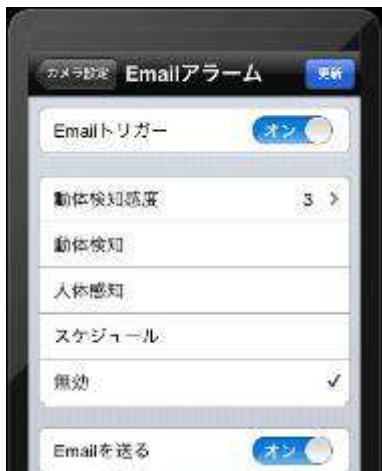 カメラ設定 Emailアラーム 更新
Emailトリガー オン
動体検知感度 3 >
動体検知
人体感知
スケジュール
無効 ✓
Emailを送る オン